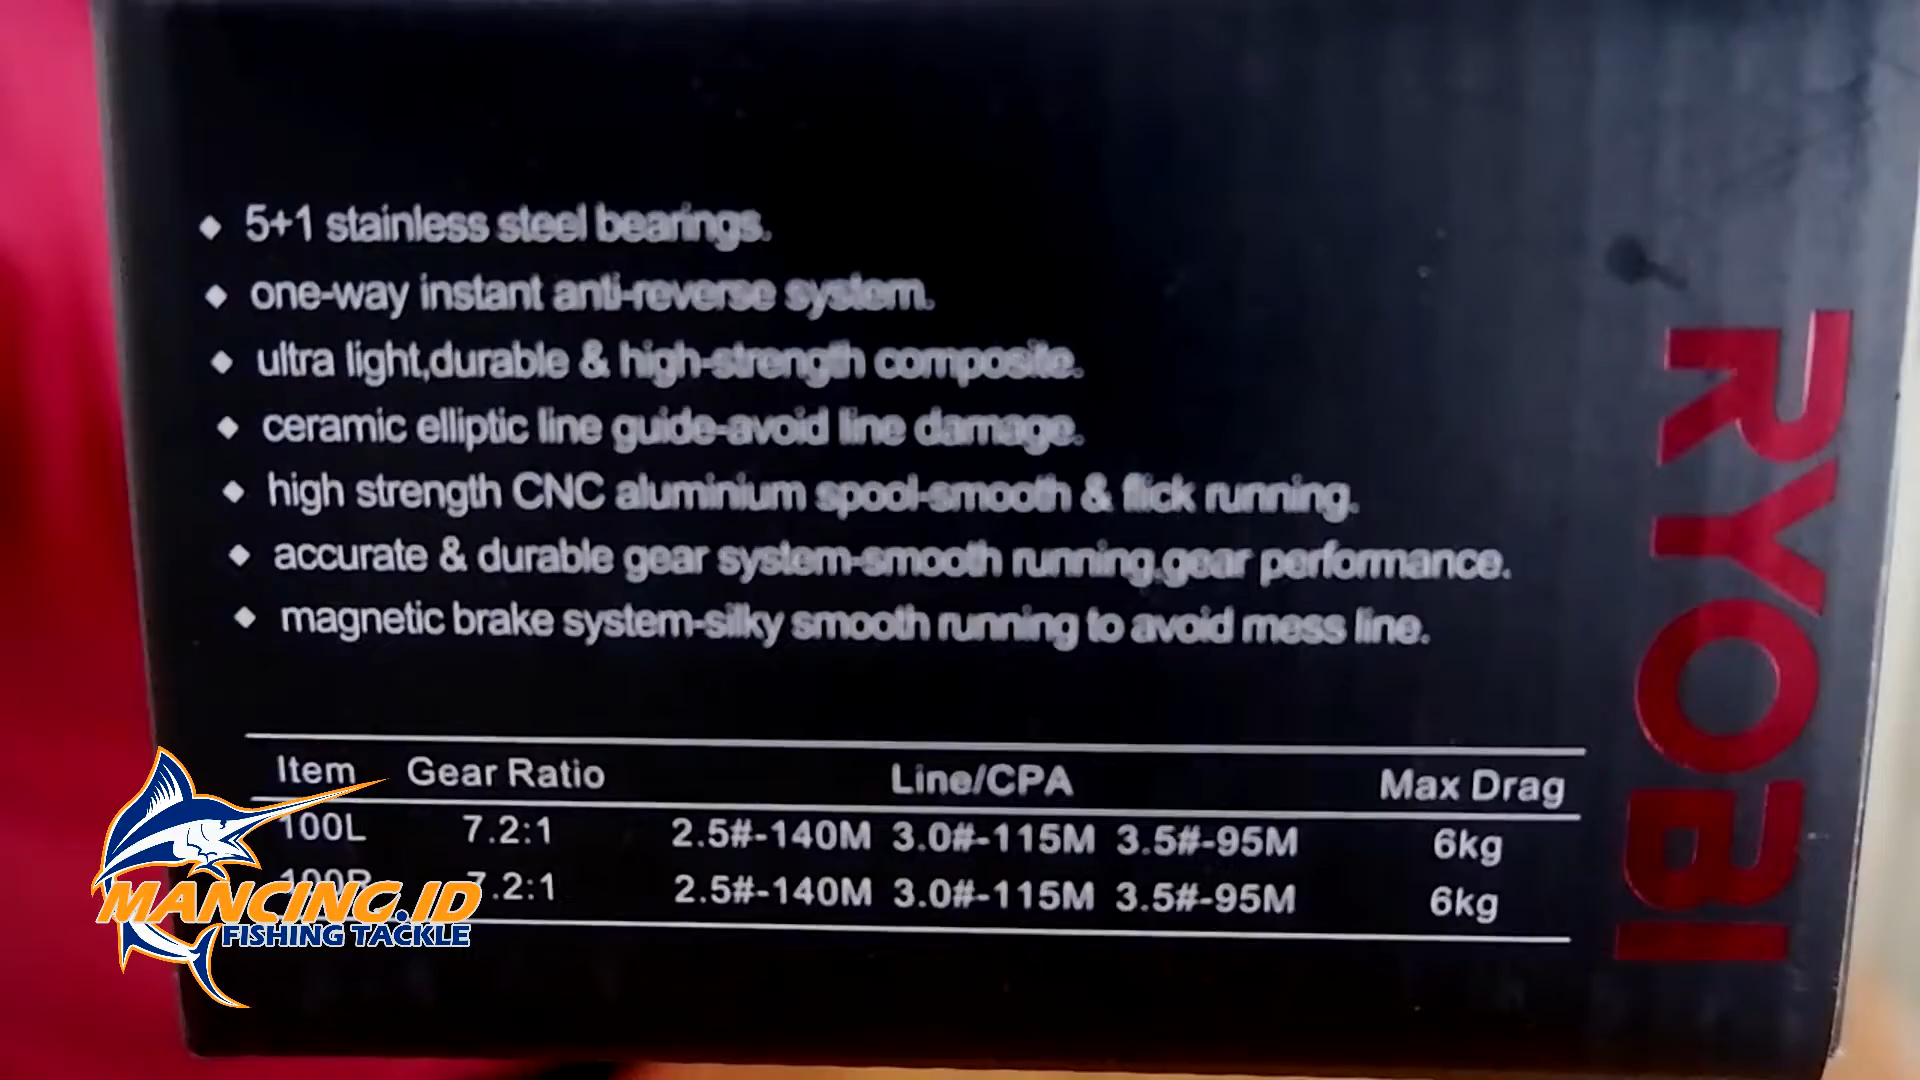 5+1 stainless steel bearings.
one-way instant anti-reverse system.
ultra light,durable & high-strength composite.
ceramic elliptic line guide-avoid line damage.
high strength CNC aluminium spool-smooth & flick running.
accurate & durable gear system-smooth running,gear performance.
magnetic brake system-silky smooth running to avoid mess line.
Item Gear Ratio Line/CPA Max Drag
100L 7.2:1 2.5#-140M 3.0#-115M 3.5#-95M 6kg
100R 7.2:1 2.5#-140M 3.0#-115M 3.5#-95M 6kg
RYOBI
MANCING.ID
FISHING TACKLE